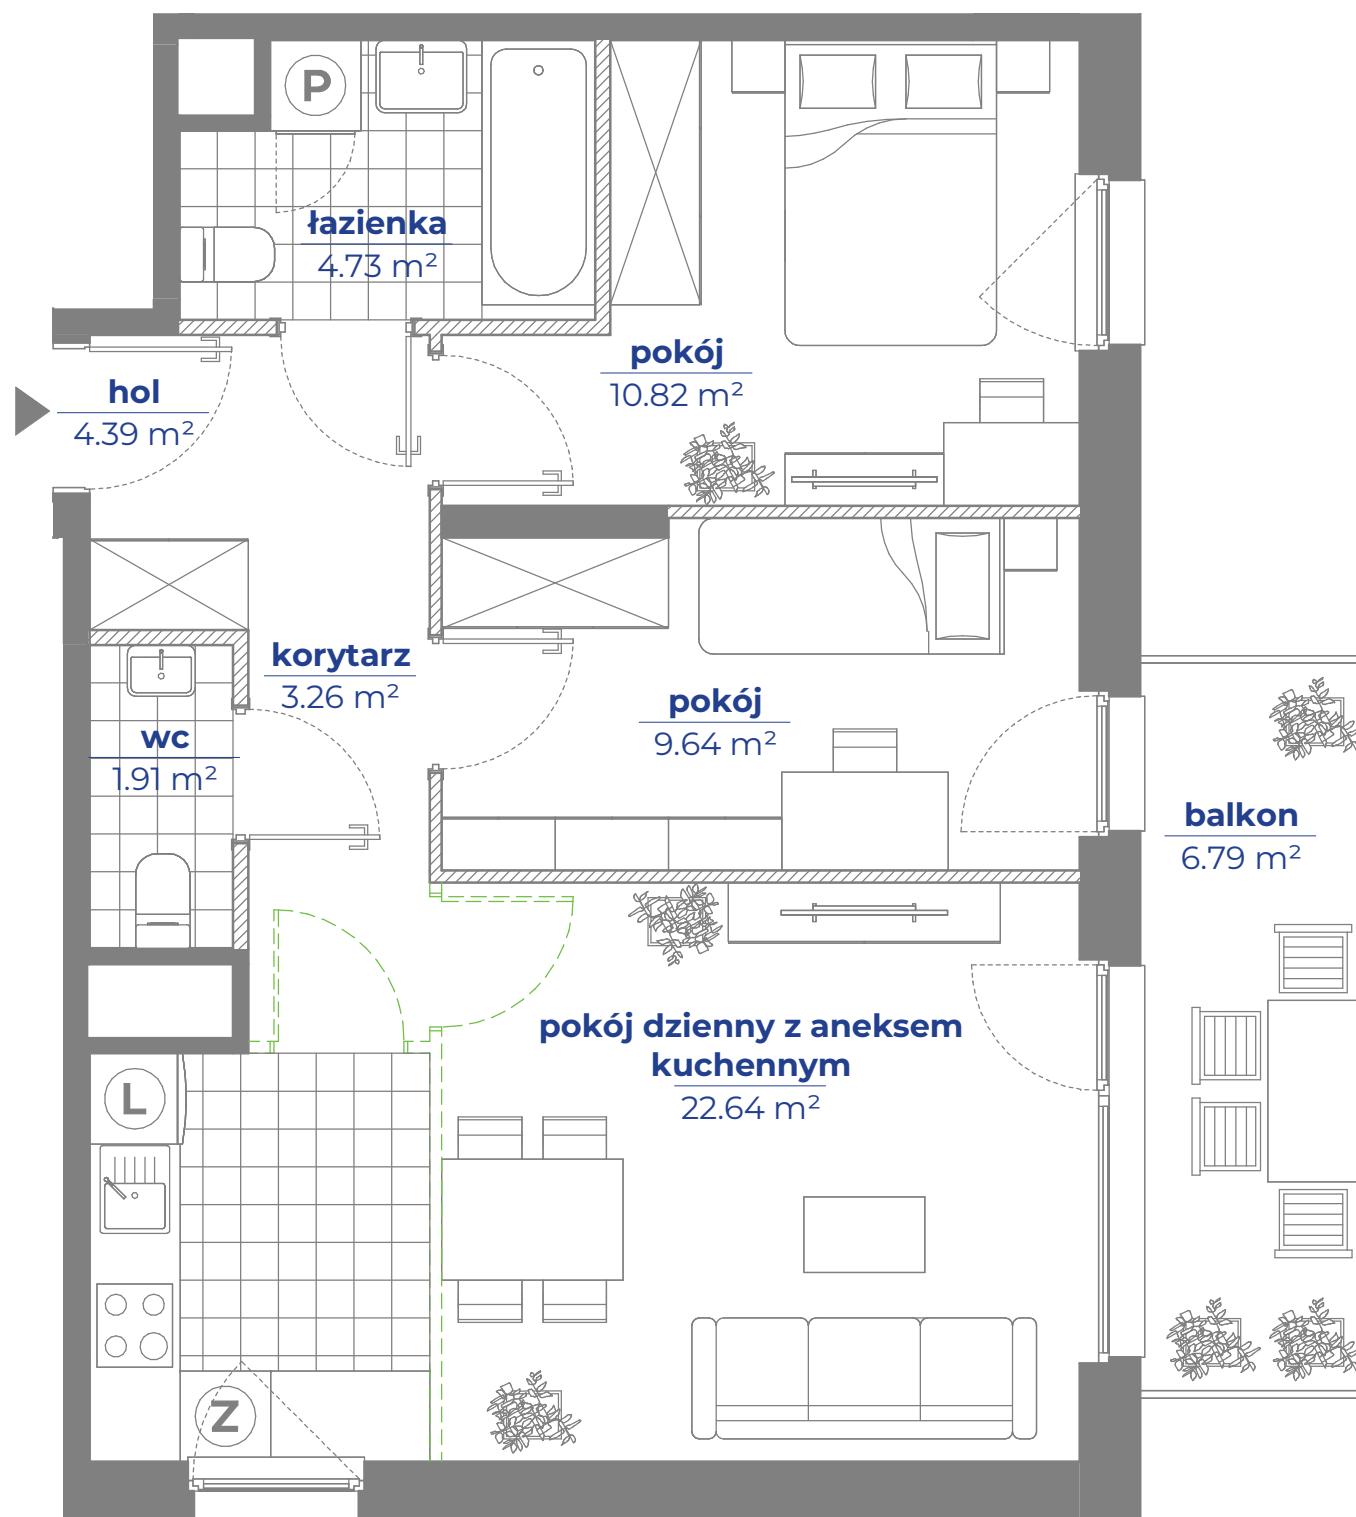 P
łazienka
4.73 m²
pokój
10.82 m²
hol
4.39 m²
korytarz
3.26 m²
pokój
9.64 m²
wc
1.91 m²
balkon
6.79 m²
pokój dzienny z aneksem
kuchennym
22.64 m²
L
Z